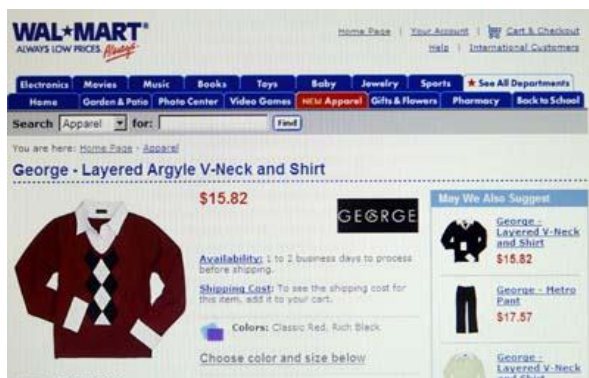 WAL★MART®
ALWAYS LOW PRICES. Always.
Home Page | Your Account | Cart & Checkout
Help | International Customers
Electronics Movies Music Books Toys Baby Jewelry Sports ★ See All Departments
Home Garden & Patio Photo Center Video Games NEW Apparel Gifts & Flowers Pharmacy Back to School
Search Apparel for: Find
You are here: Home Page - Apparel
George - Layered Argyle V-Neck and Shirt
$15.82
GEORGE
Availability: 1 to 2 business days to process
before shipping.
Shipping Cost: To see the shipping cost for
this item, add it to your cart.
Colors: Classic Red, Rich Black
Choose color and size below
May We Also Suggest
George -
Layered V-Neck
and Shirt
$15.82
George - Metro
Pant
$17.57
George -
Layered V-Neck
and Shirt